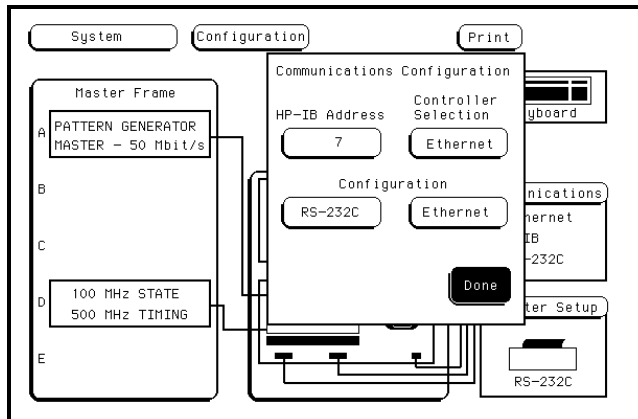 System
Configuration
Print
Master Frame
A
PATTERN GENERATOR
MASTER – 50 Mbit/s
B
C
D
100 MHz STATE
500 MHz TIMING
E
Communications Configuration
HP-IB Address
7
Controller
Selection
Ethernet
Configuration
RS-232C
Ethernet
Done
yboard
nications
hernet
IB
-232C
ter Setup
RS-232C